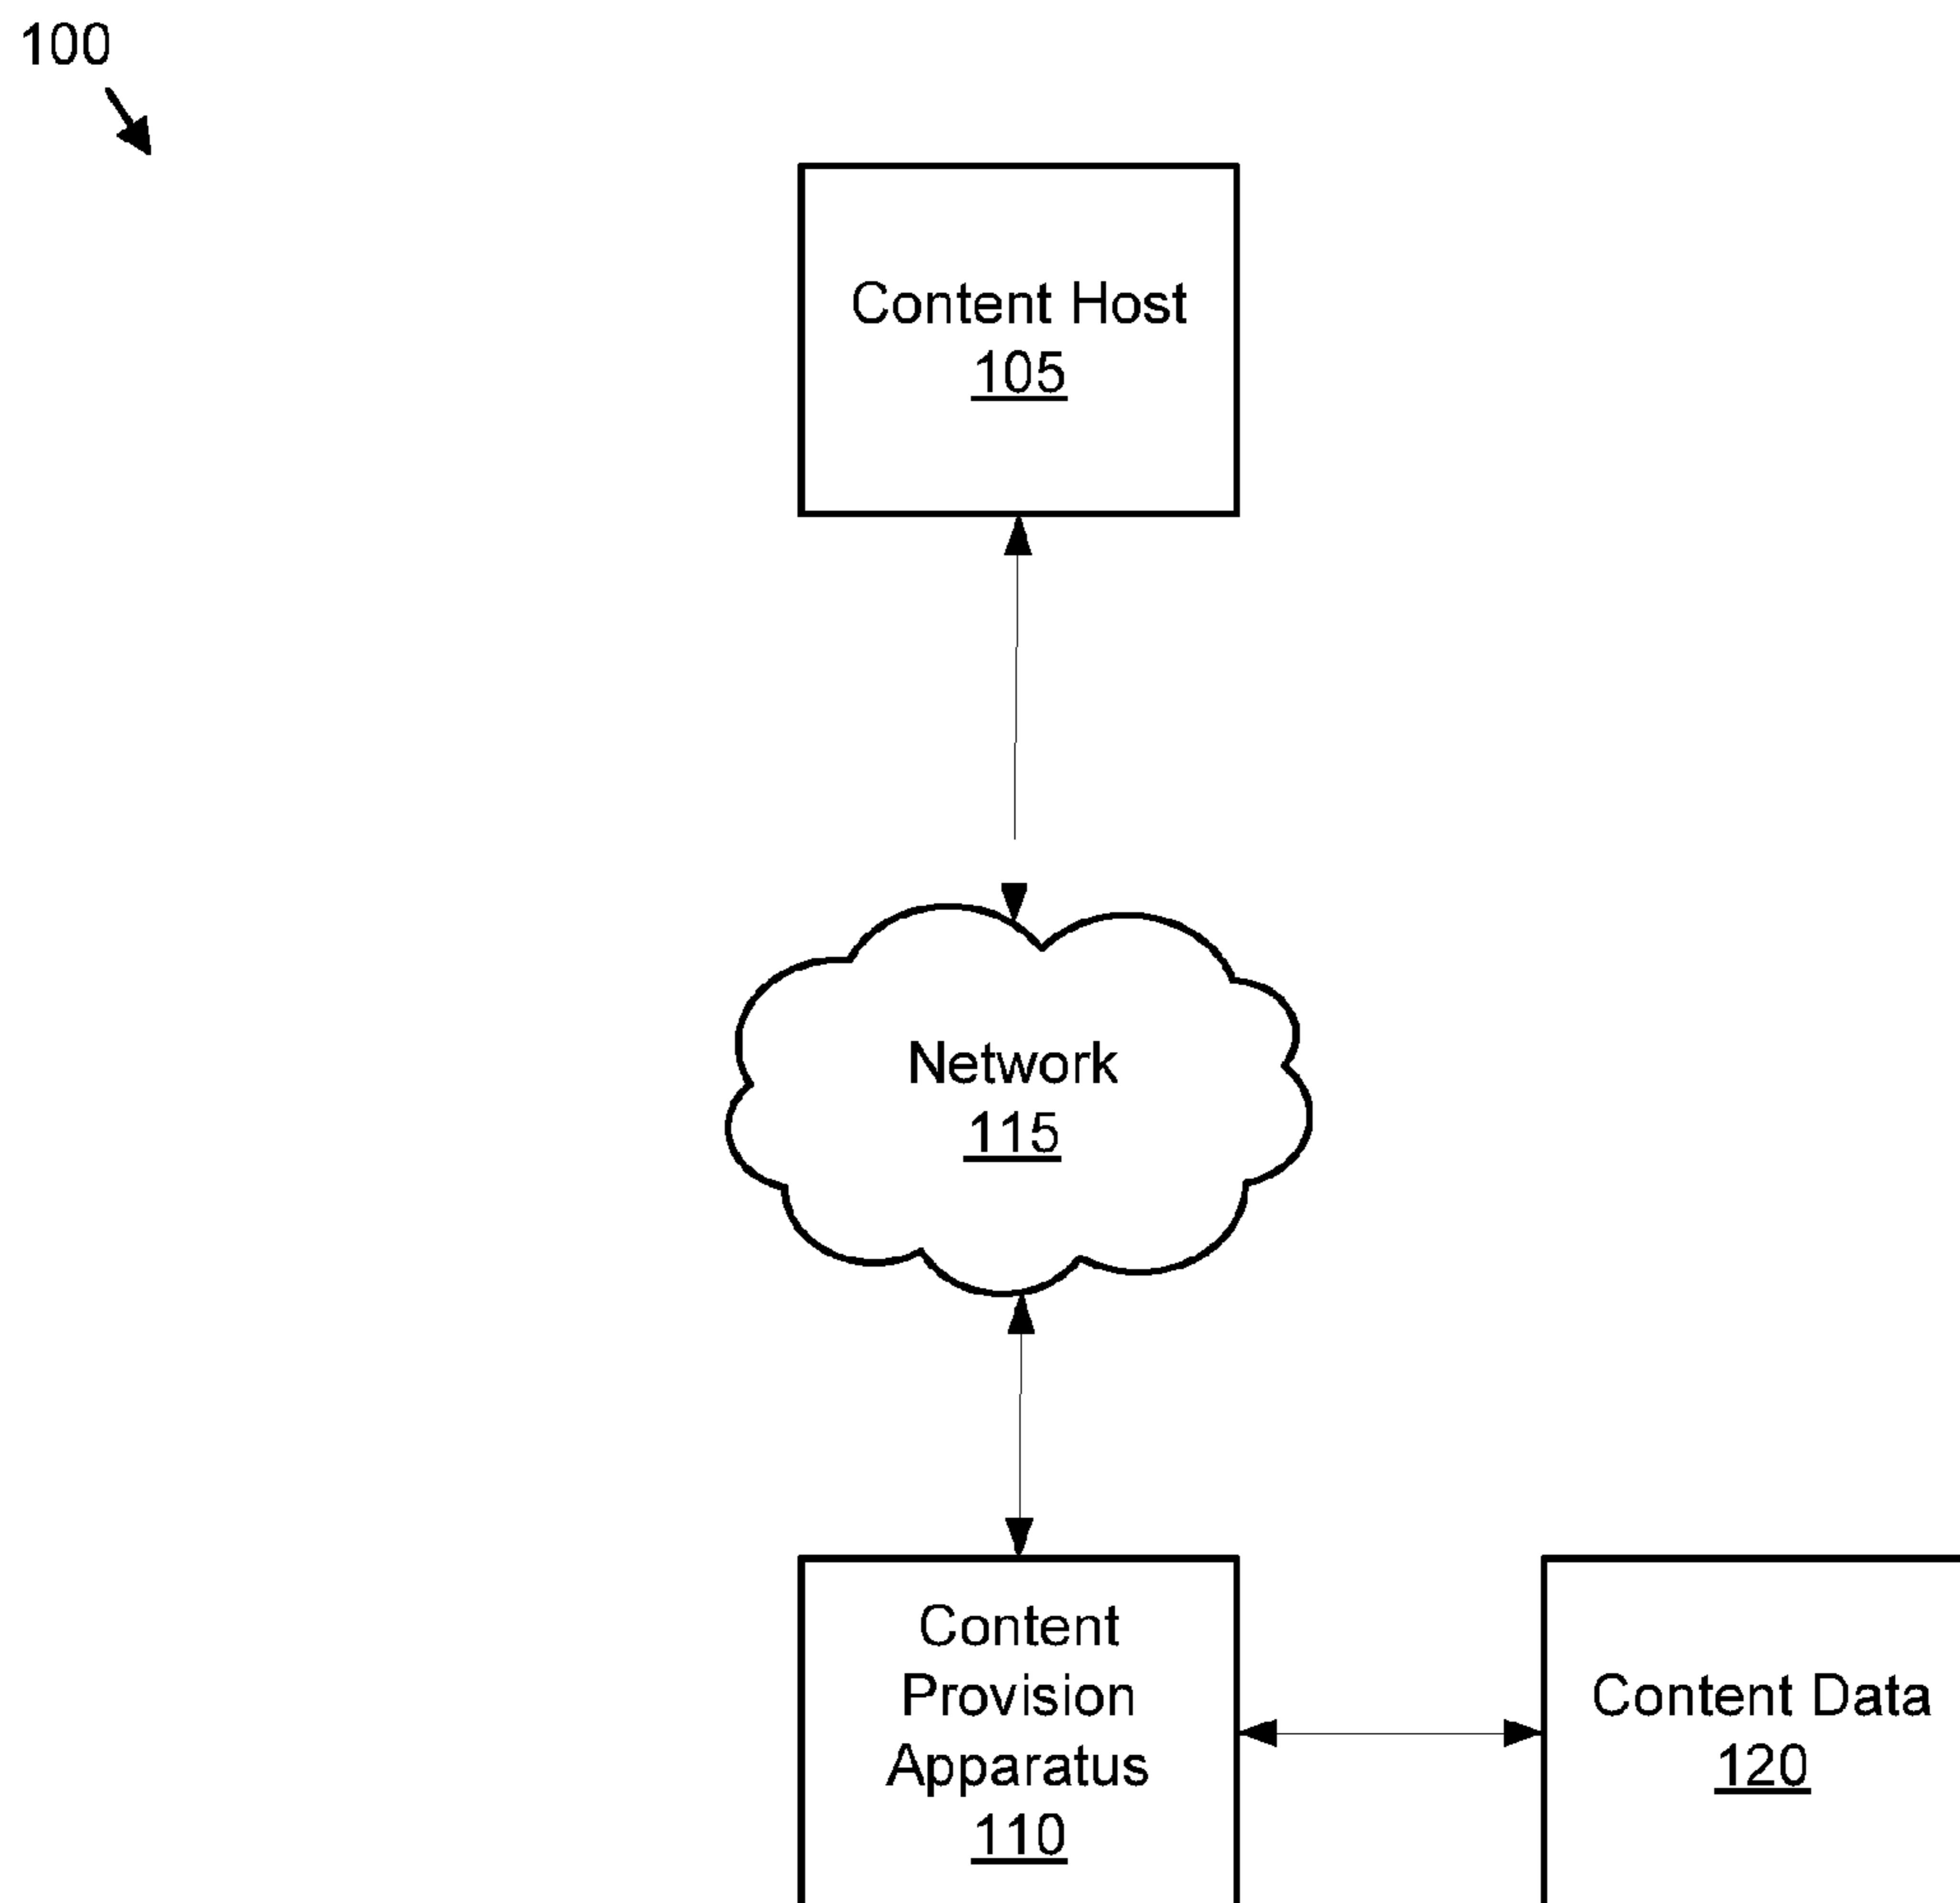 100
Content Host
105
Network
115
Content
Provision
Apparatus
110
Content Data
120